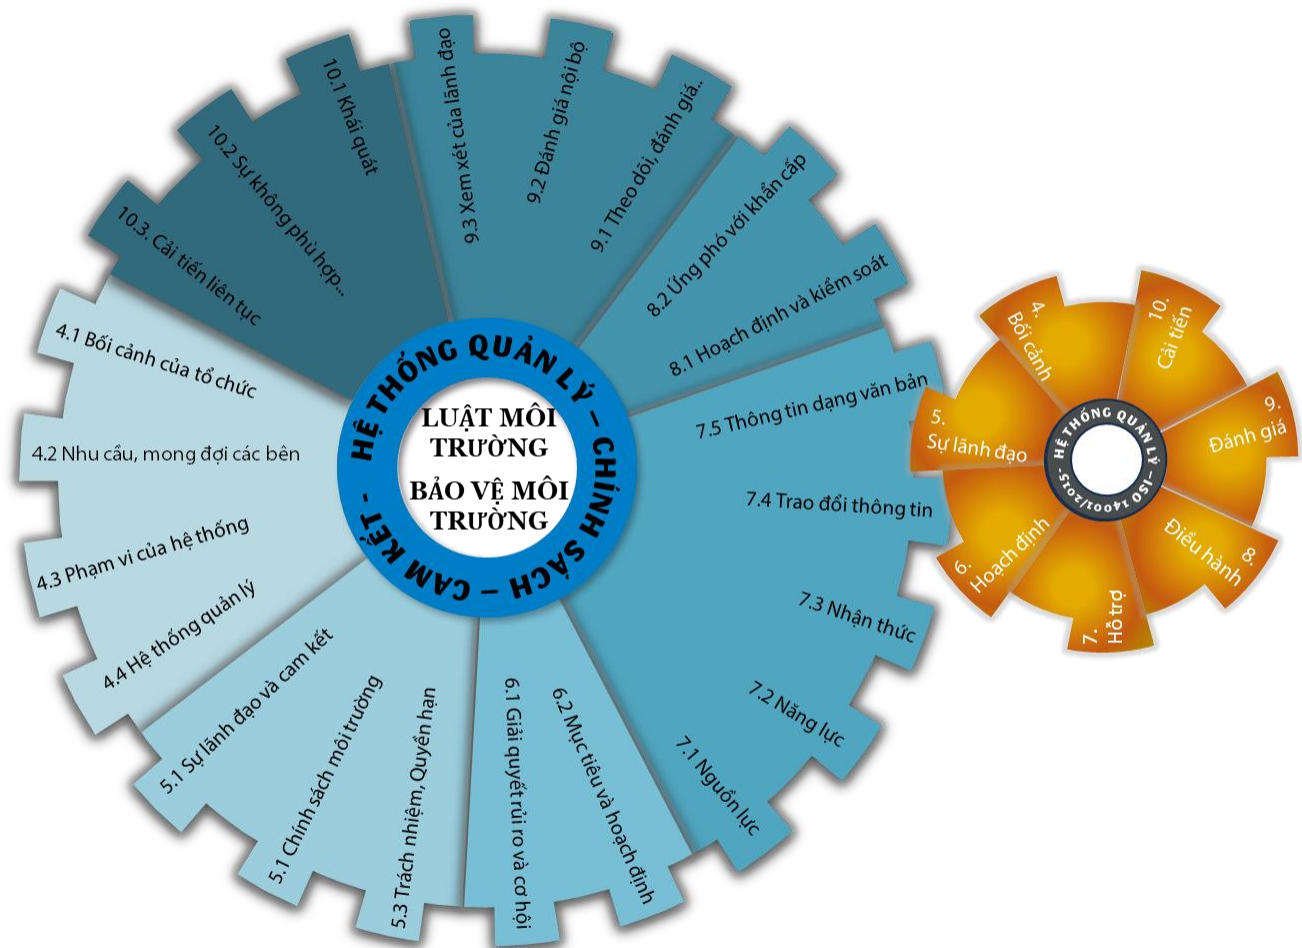 HỆ THỐNG QUẢN LÝ – CHÍNH SÁCH – CAM KẾT -
LUẬT MÔI
TRƯỜNG
BẢO VỆ MÔI
TRƯỜNG
4.1 Bối cảnh của tổ chức
4.2 Nhu cầu, mong đợi các bên
4.3 Phạm vi của hệ thống
4.4 Hệ thống quản lý
5.1 Sự lãnh đạo và cam kết
5.1 Chính sách môi trường
5.3 Trách nhiệm, Quyền hạn
6.1 Giải quyết rủi ro và cơ hội
6.2 Mục tiêu và hoạch định
7.1 Nguồn lực
7.2 Năng lực
7.3 Nhận thức
7.4 Trao đổi thông tin
7.5 Thông tin dạng văn bản
8.1 Hoạch định và kiểm soát
8.2 Ứng phó với khẩn cấp
9.1 Theo dõi, đánh giá..
9.2 Đánh giá nội bộ
9.3 Xem xét của lãnh đạo
10.1 Khái quát
10.2 Sự không phù hợp...
10.3. Cải tiến liên tục
HỆ THỐNG QUẢN LÝ – ISO 14001/2015-
4.
Bối cảnh
5.
Sự lãnh đạo
6.
Hoạch định
7.
Hỗ trợ
8.
Điều hành
9.
Đánh giá
10.
Cải tiến